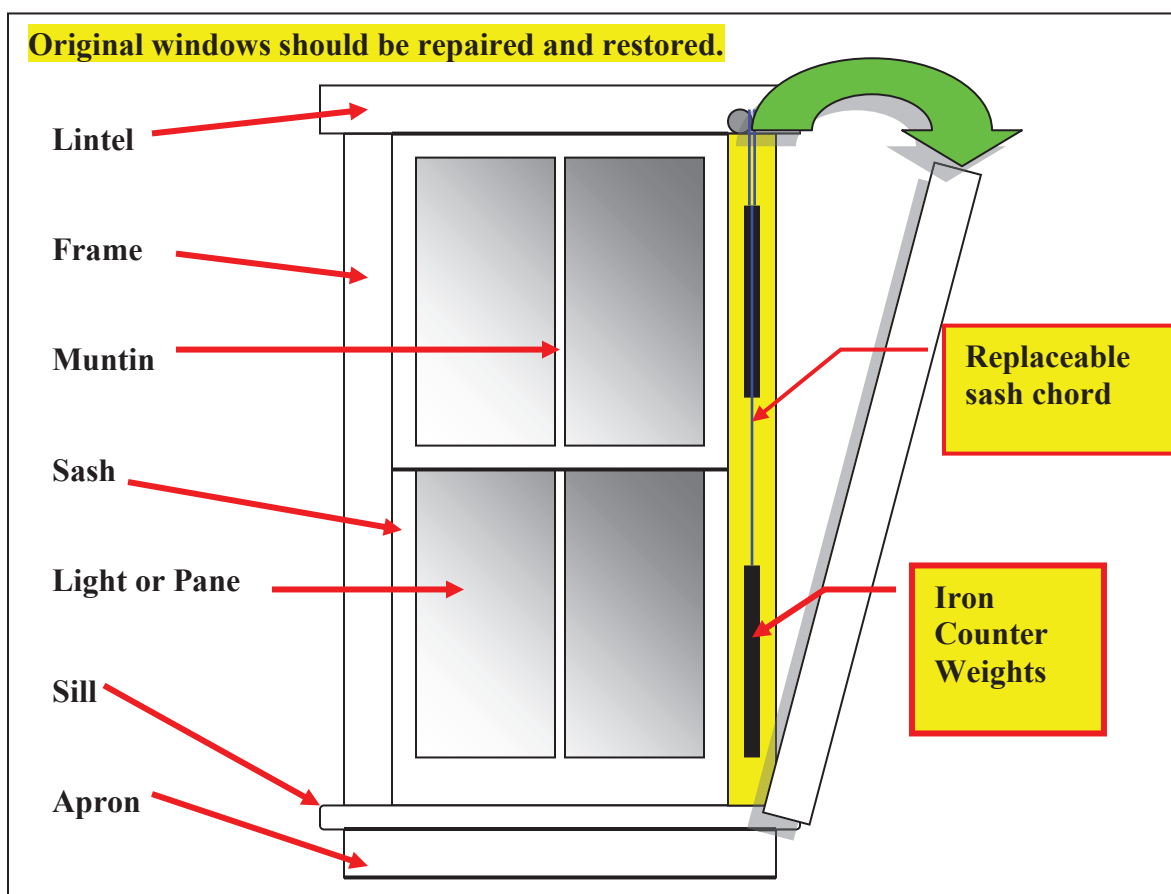 Original windows should be repaired and restored.
Lintel
Frame
Muntin
Sash
Light or Pane
Sill
Apron
Replaceable
sash chord
Iron
Counter
Weights